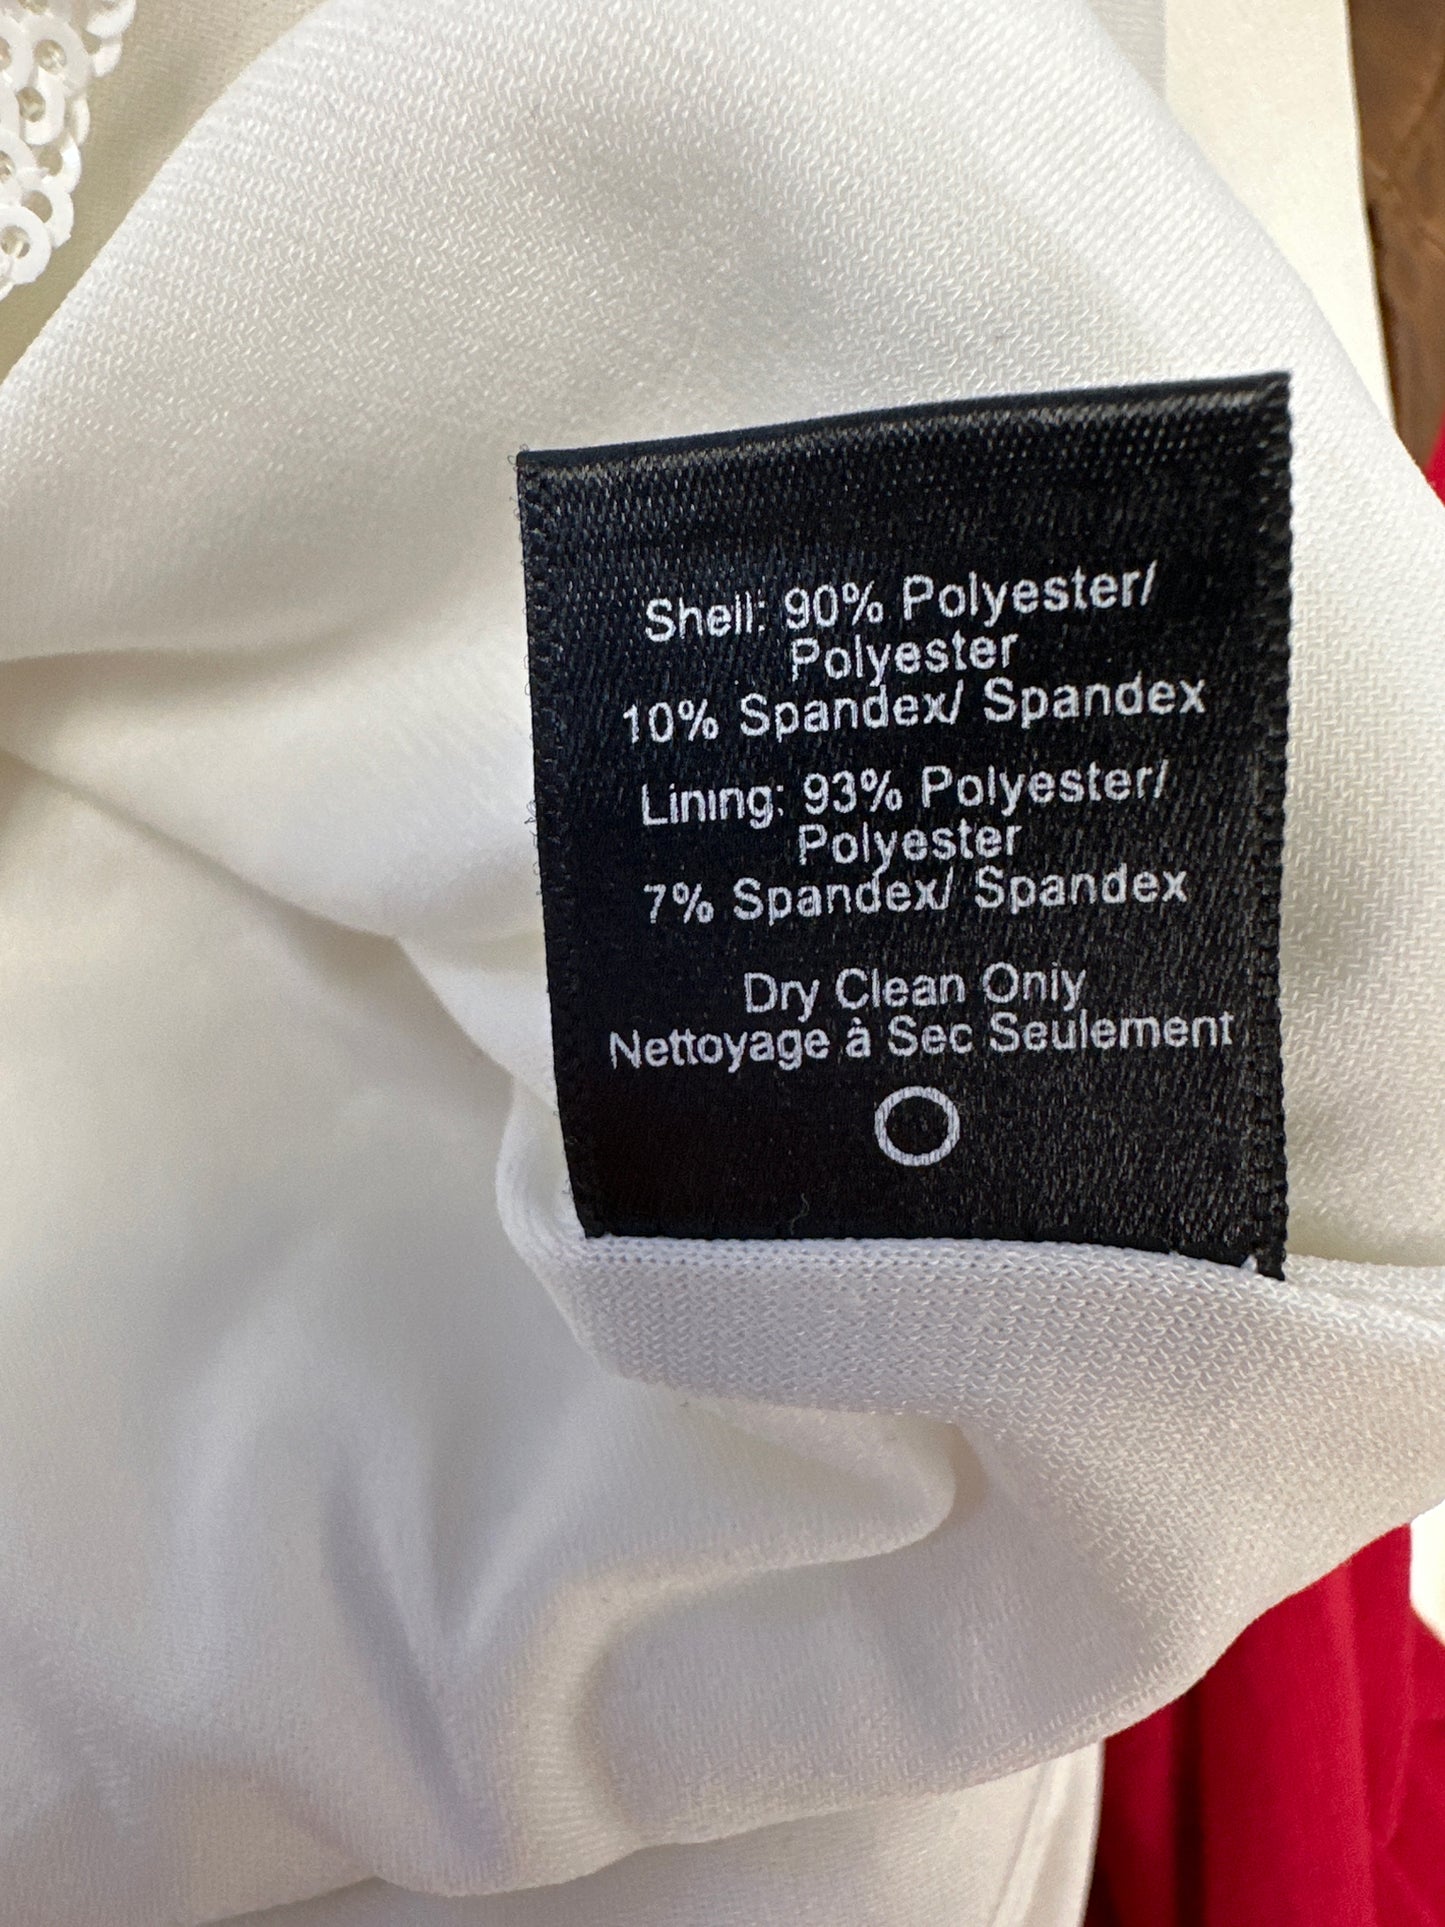 Shell: 90% Polyester/
Polyester
10% Spandex/ Spandex
Lining: 93% Polyester/
Polyester
7% Spandex/ Spandex
Dry Clean Only
Nettoyage à Sec Seulement